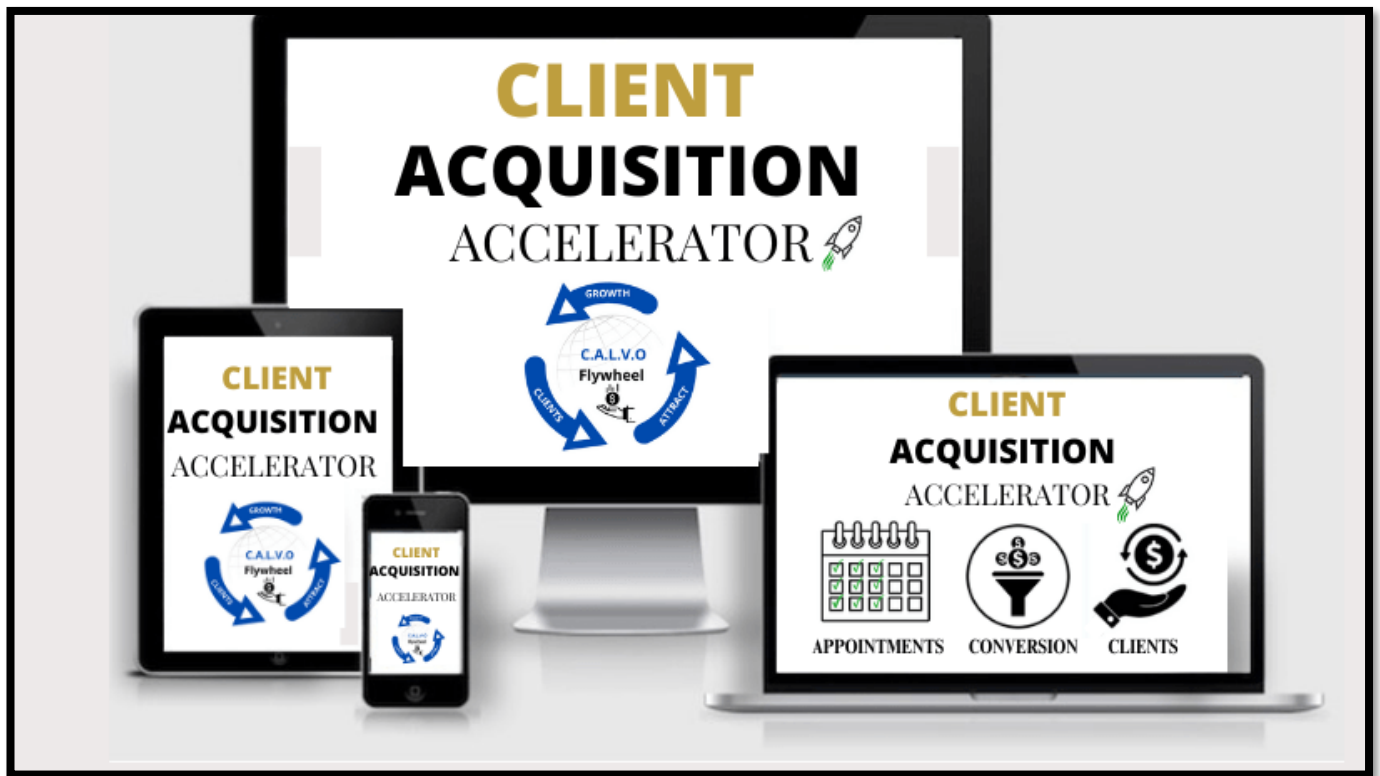 CLIENT
ACQUISITION
ACCELERATOR
GROWTH
C.A.L.V.O
Flywheel
CLIENTS
ATTRACT
CLIENT
ACQUISITION
ACCELERATOR
GROWTH
C.A.L.V.O
Flywheel
CLIENTS
ATTRACT
CLIENT
ACQUISITION
ACCELERATOR
CLIENT
ACQUISITION
ACCELERATOR
APPOINTMENTS CONVERSION CLIENTS